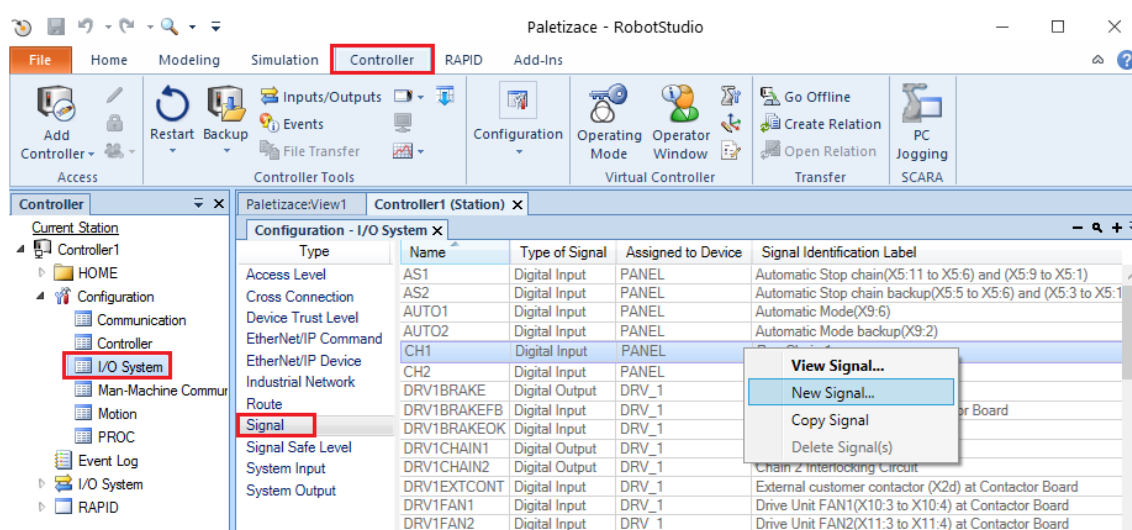 Paletizace - RobotStudio
File Home Modeling Simulation Controller RAPID Add-Ins
Add Controller
Access
Restart Backup
Inputs/Outputs
Events
File Transfer
Controller Tools
Configuration
Operating Mode
Operator Window
Virtual Controller
Go Offline
Create Relation
Open Relation
Transfer
PC Jogging
SCARA
Controller
Current Station
Controller1
HOME
Configuration
Communication
Controller
I/O System
Man-Machine Commur
Motion
PROC
Event Log
I/O System
RAPID
Paletizace:View1 Controller1 (Station)
Configuration - I/O System
Type
Access Level
Cross Connection
Device Trust Level
EtherNet/IP Command
EtherNet/IP Device
Industrial Network
Route
Signal
Signal Safe Level
System Input
System Output
Name Type of Signal Assigned to Device Signal Identification Label
AS1 Digital Input PANEL Automatic Stop chain(X5:11 to X5:6) and (X5:9 to X5:1)
AS2 Digital Input PANEL Automatic Stop chain backup(X5:5 to X5:6) and (X5:3 to X5:1
AUTO1 Digital Input PANEL Automatic Mode(X9:6)
AUTO2 Digital Input PANEL Automatic Mode backup(X9:2)
CH1 Digital Input PANEL
CH2 Digital Input PANEL
DRV1BRAKE Digital Output DRV_1
DRV1BRAKEFB Digital Input DRV_1 or Board
DRV1BRAKEOK Digital Input DRV_1
DRV1CHAIN1 Digital Output DRV_1
DRV1CHAIN2 Digital Output DRV_1 Chain 2 Interlocking Circuit
DRV1EXTCONT Digital Input DRV_1 External customer contactor (X2d) at Contactor Board
DRV1FAN1 Digital Input DRV_1 Drive Unit FAN1(X10:3 to X10:4) at Contactor Board
DRV1FAN2 Digital Input DRV_1 Drive Unit FAN2(X11:3 to X11:4) at Contactor Board
View Signal...
New Signal...
Copy Signal
Delete Signal(s)